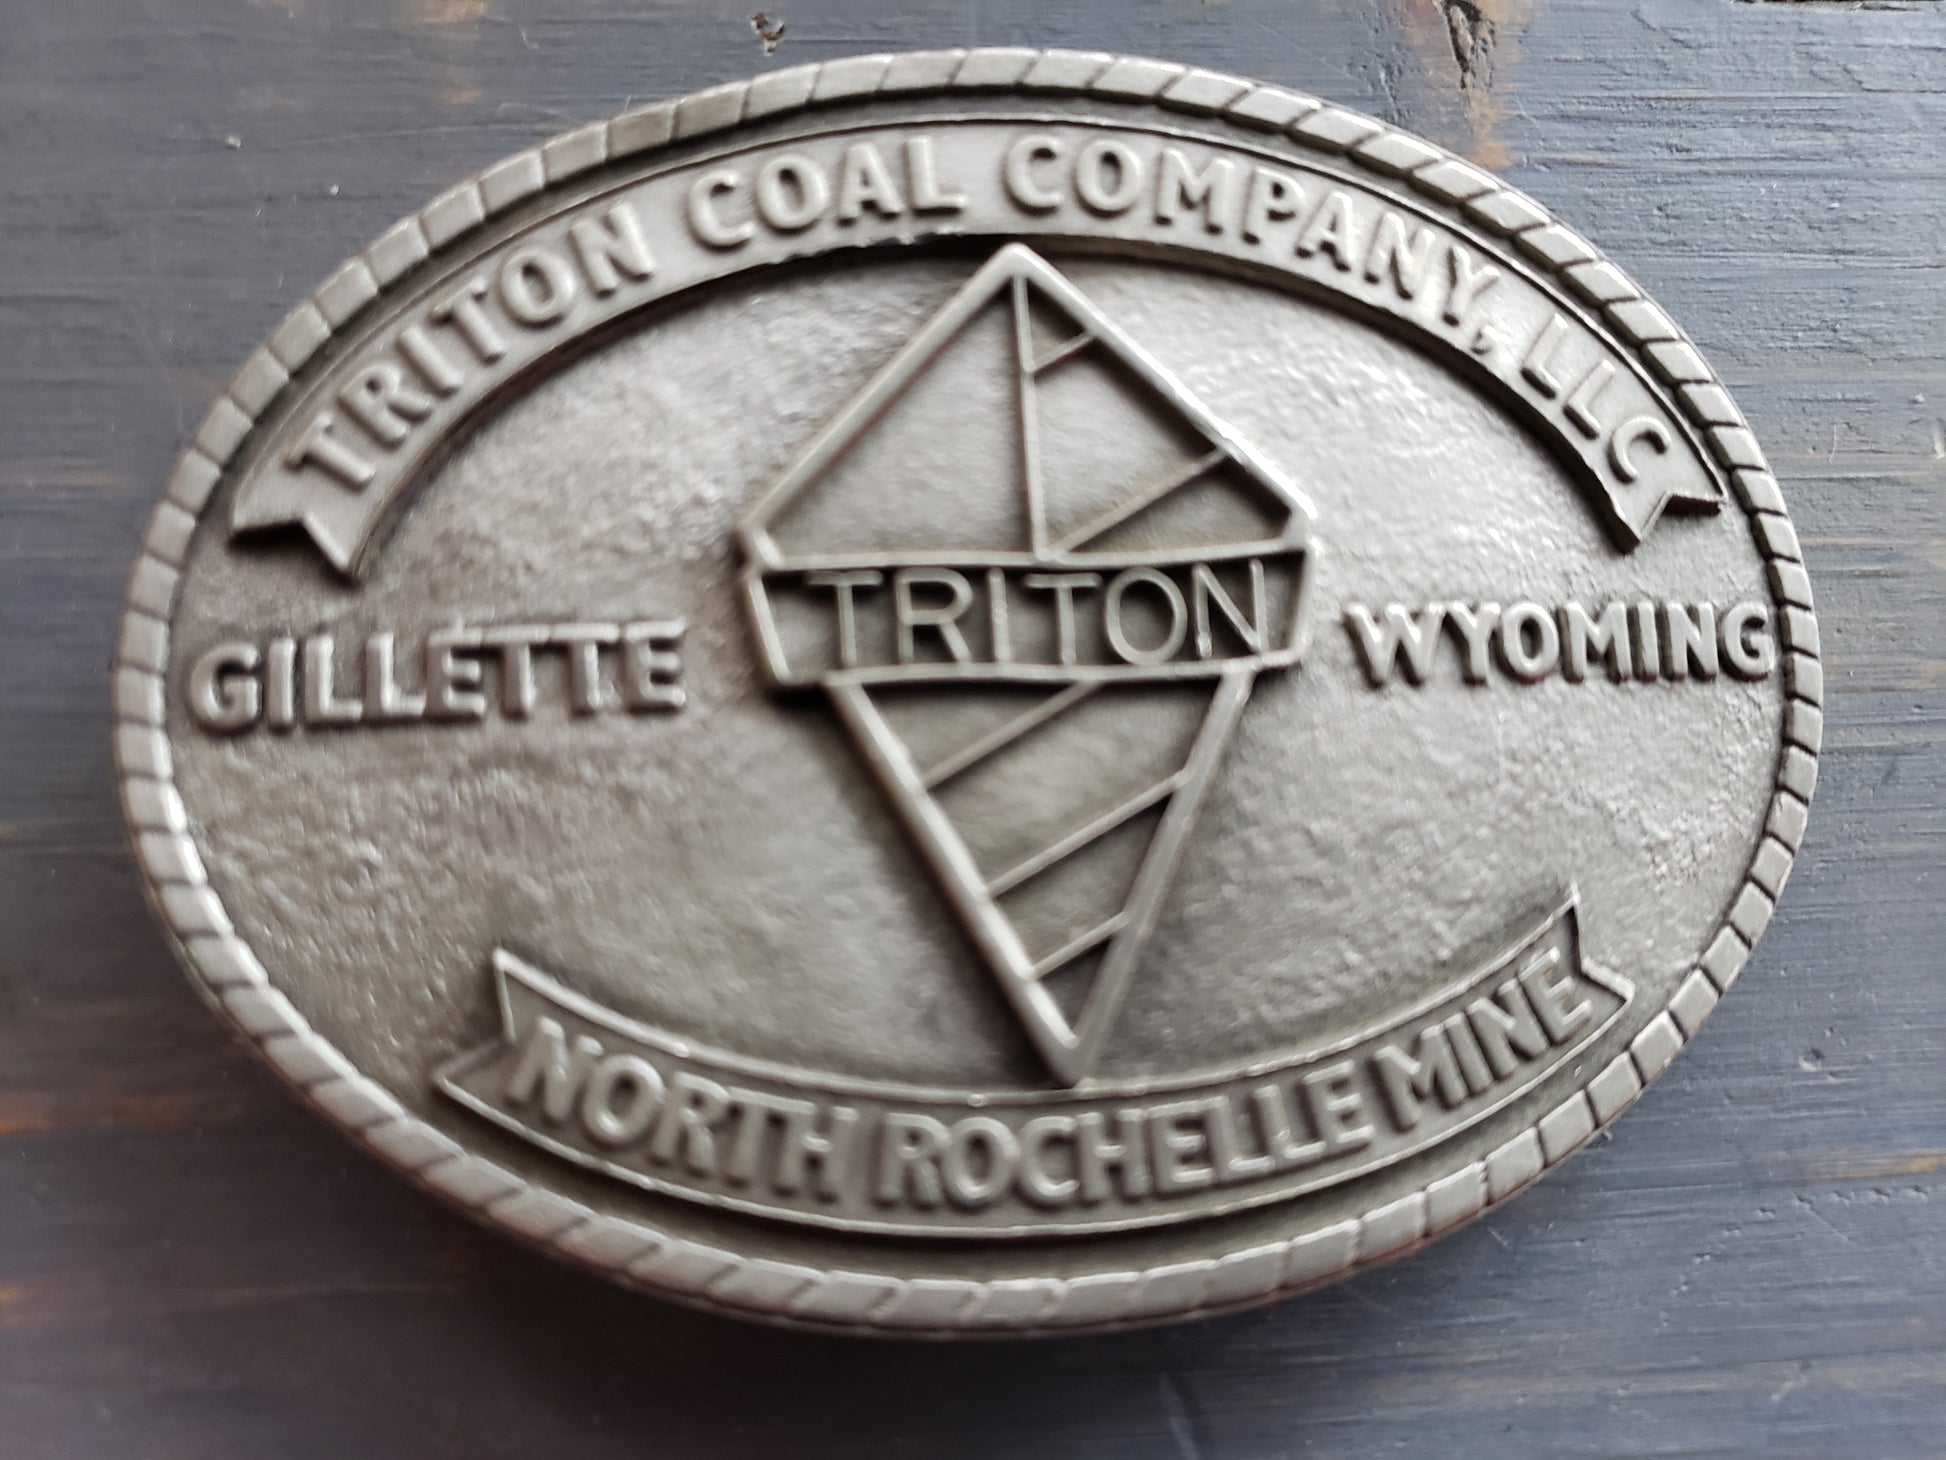 TRITON COAL COMPANY, LLC
GILLETTE
TRITON
WYOMING
NORTH ROCHELLE MINE